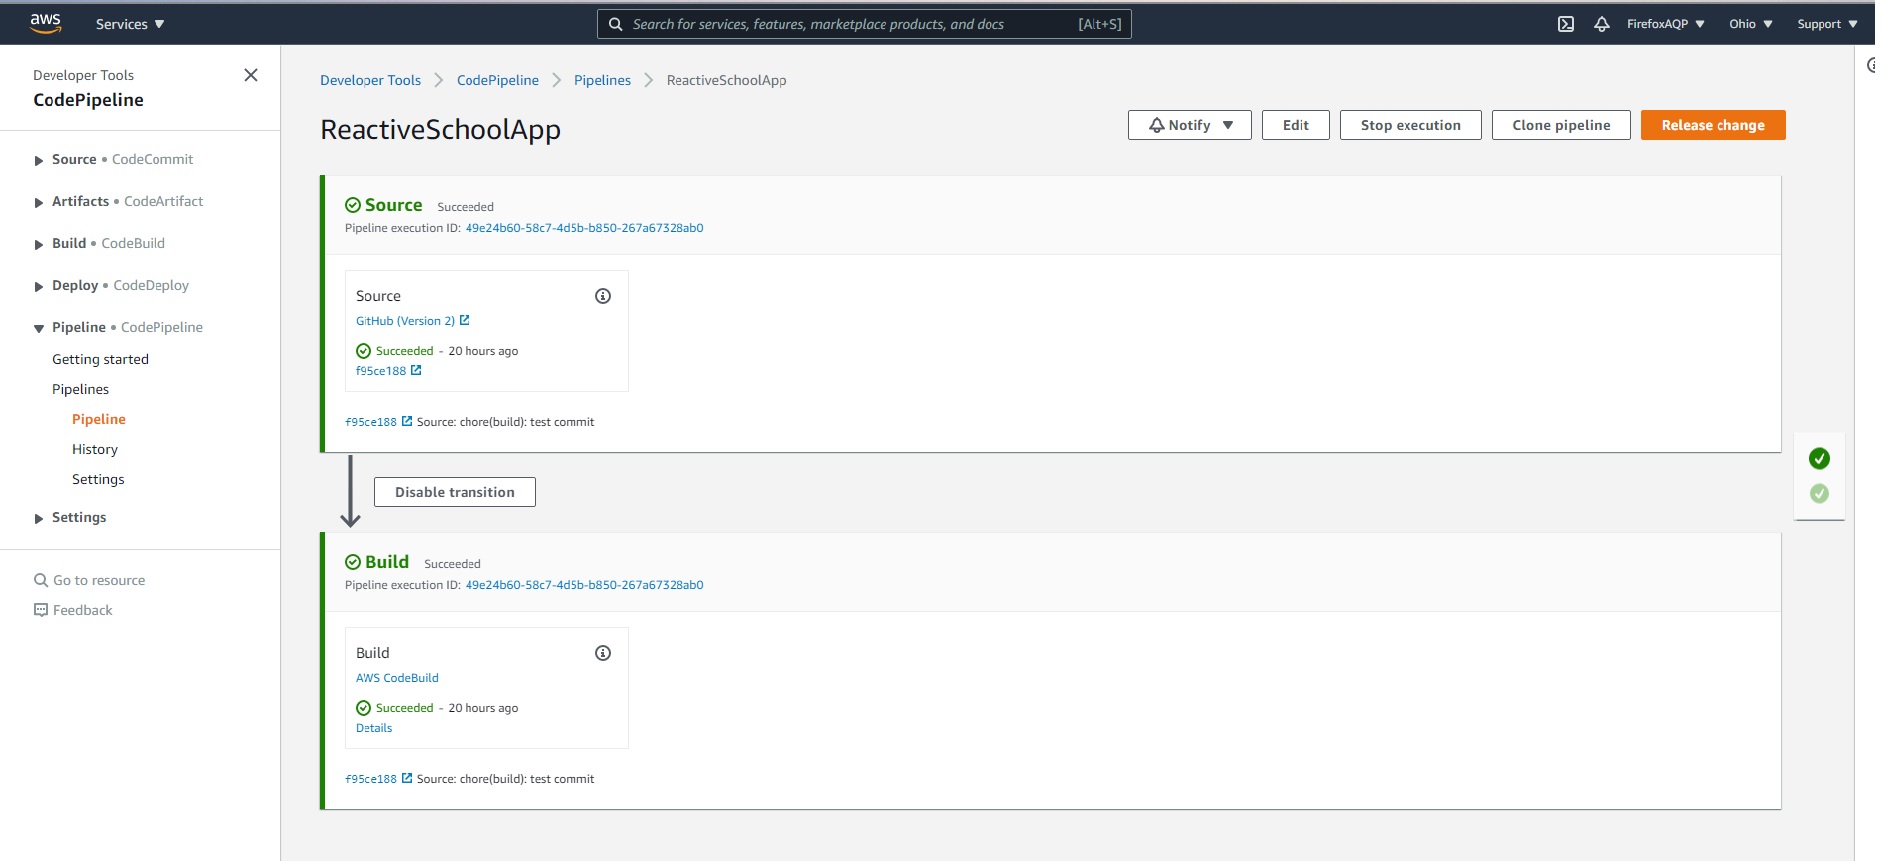 aws
Services
Search for services, features, marketplace products, and docs [Alt+S]
FirefoxAQP
Ohio
Support
Developer Tools
CodePipeline
Source • CodeCommit
Artifacts • CodeArtifact
Build • CodeBuild
Deploy • CodeDeploy
Pipeline • CodePipeline
Getting started
Pipelines
Pipeline
History
Settings
Settings
Go to resource
Feedback
Developer Tools > CodePipeline > Pipelines > ReactiveSchoolApp
ReactiveSchoolApp
Notify
Edit
Stop execution
Clone pipeline
Release change
Source Succeeded
Pipeline execution ID: 49e24b60-58c7-4d5b-b850-267a67328ab0
Source
GitHub (Version 2)
Succeeded - 20 hours ago
f95ce188
f95ce188 Source: chore(build): test commit
Disable transition
Build Succeeded
Pipeline execution ID: 49e24b60-58c7-4d5b-b850-267a67328ab0
Build
AWS CodeBuild
Succeeded - 20 hours ago
Details
f95ce188 Source: chore(build): test commit